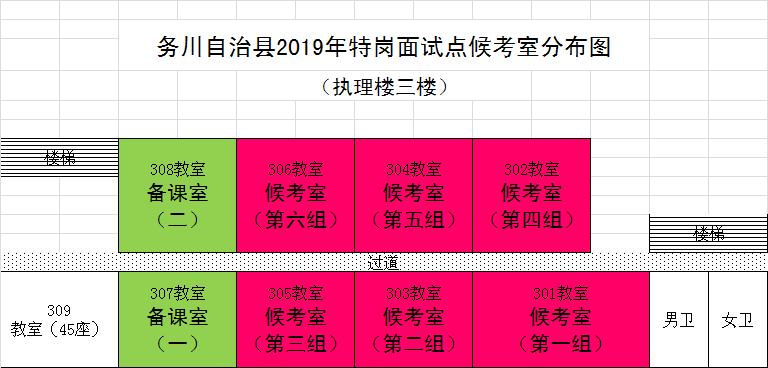 务川自治县2019年特岗面试点候考室分布图
（执理楼三楼）
楼梯
308教室
备课室
（二）
306教室
候考室
（第六组）
304教室
候考室
（第五组）
302教室
候考室
（第四组）
楼梯
过道
309
教室（45座）
307教室
备课室
（一）
305教室
候考室
（第三组）
303教室
候考室
（第二组）
301教室
候考室
（第一组）
男卫
女卫